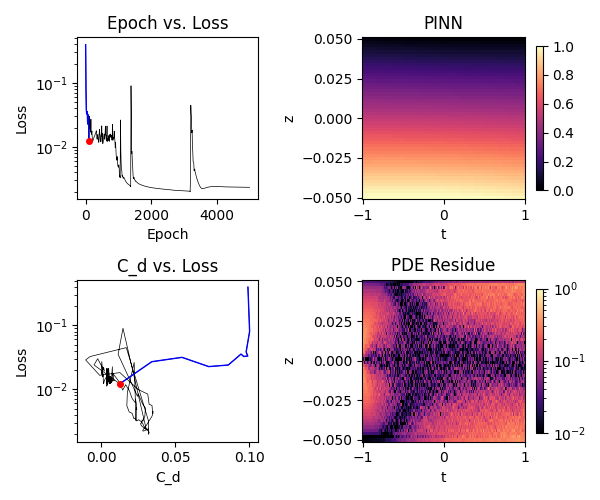 Epoch vs. Loss
Loss
10⁻¹
10⁻²
0
2000
4000
Epoch
PINN
z
0.050
0.025
0.000
−0.025
−0.050
−1
0
1
t
1.0
0.8
0.6
0.4
0.2
0.0
C_d vs. Loss
Loss
10⁻¹
10⁻²
0.00
0.05
0.10
C_d
PDE Residue
z
0.050
0.025
0.000
−0.025
−0.050
−1
0
1
t
10⁰
10⁻¹
10⁻²